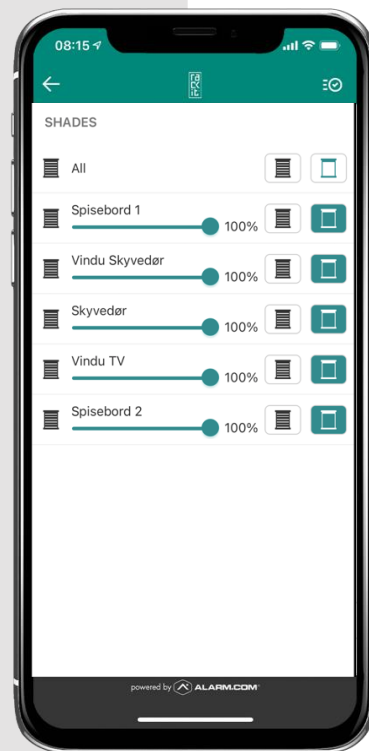 08:15
SHADES
All
Spisebord 1
100%
Vindu Skyvedør
100%
Skyvedør
100%
Vindu TV
100%
Spisebord 2
100%
powered by ALARM.COM